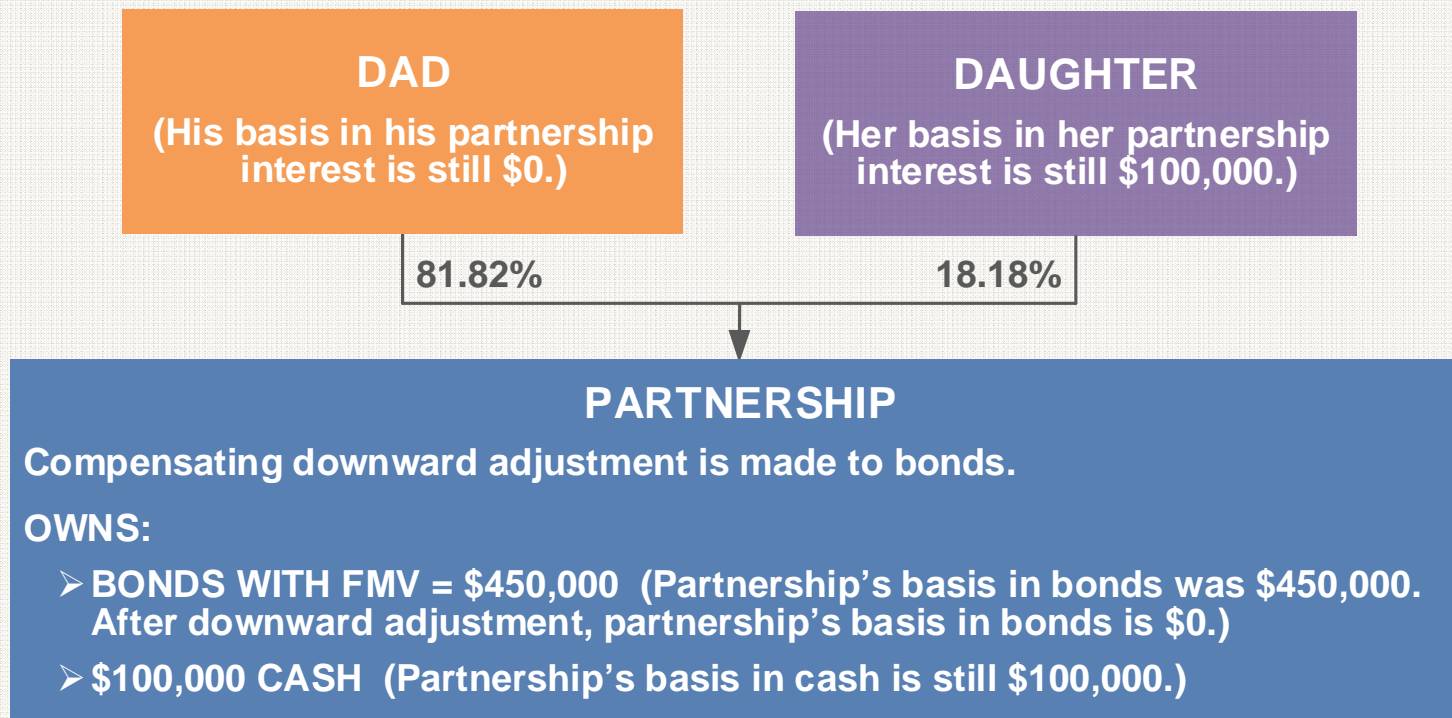 DAD
(His basis in his partnership
interest is still $0.)
DAUGHTER
(Her basis in her partnership
interest is still $100,000.)
81.82%
18.18%
PARTNERSHIP
Compensating downward adjustment is made to bonds.
OWNS:
➢ BONDS WITH FMV = $450,000 (Partnership's basis in bonds was $450,000.
After downward adjustment, partnership's basis in bonds is $0.)
➢ $100,000 CASH (Partnership's basis in cash is still $100,000.)